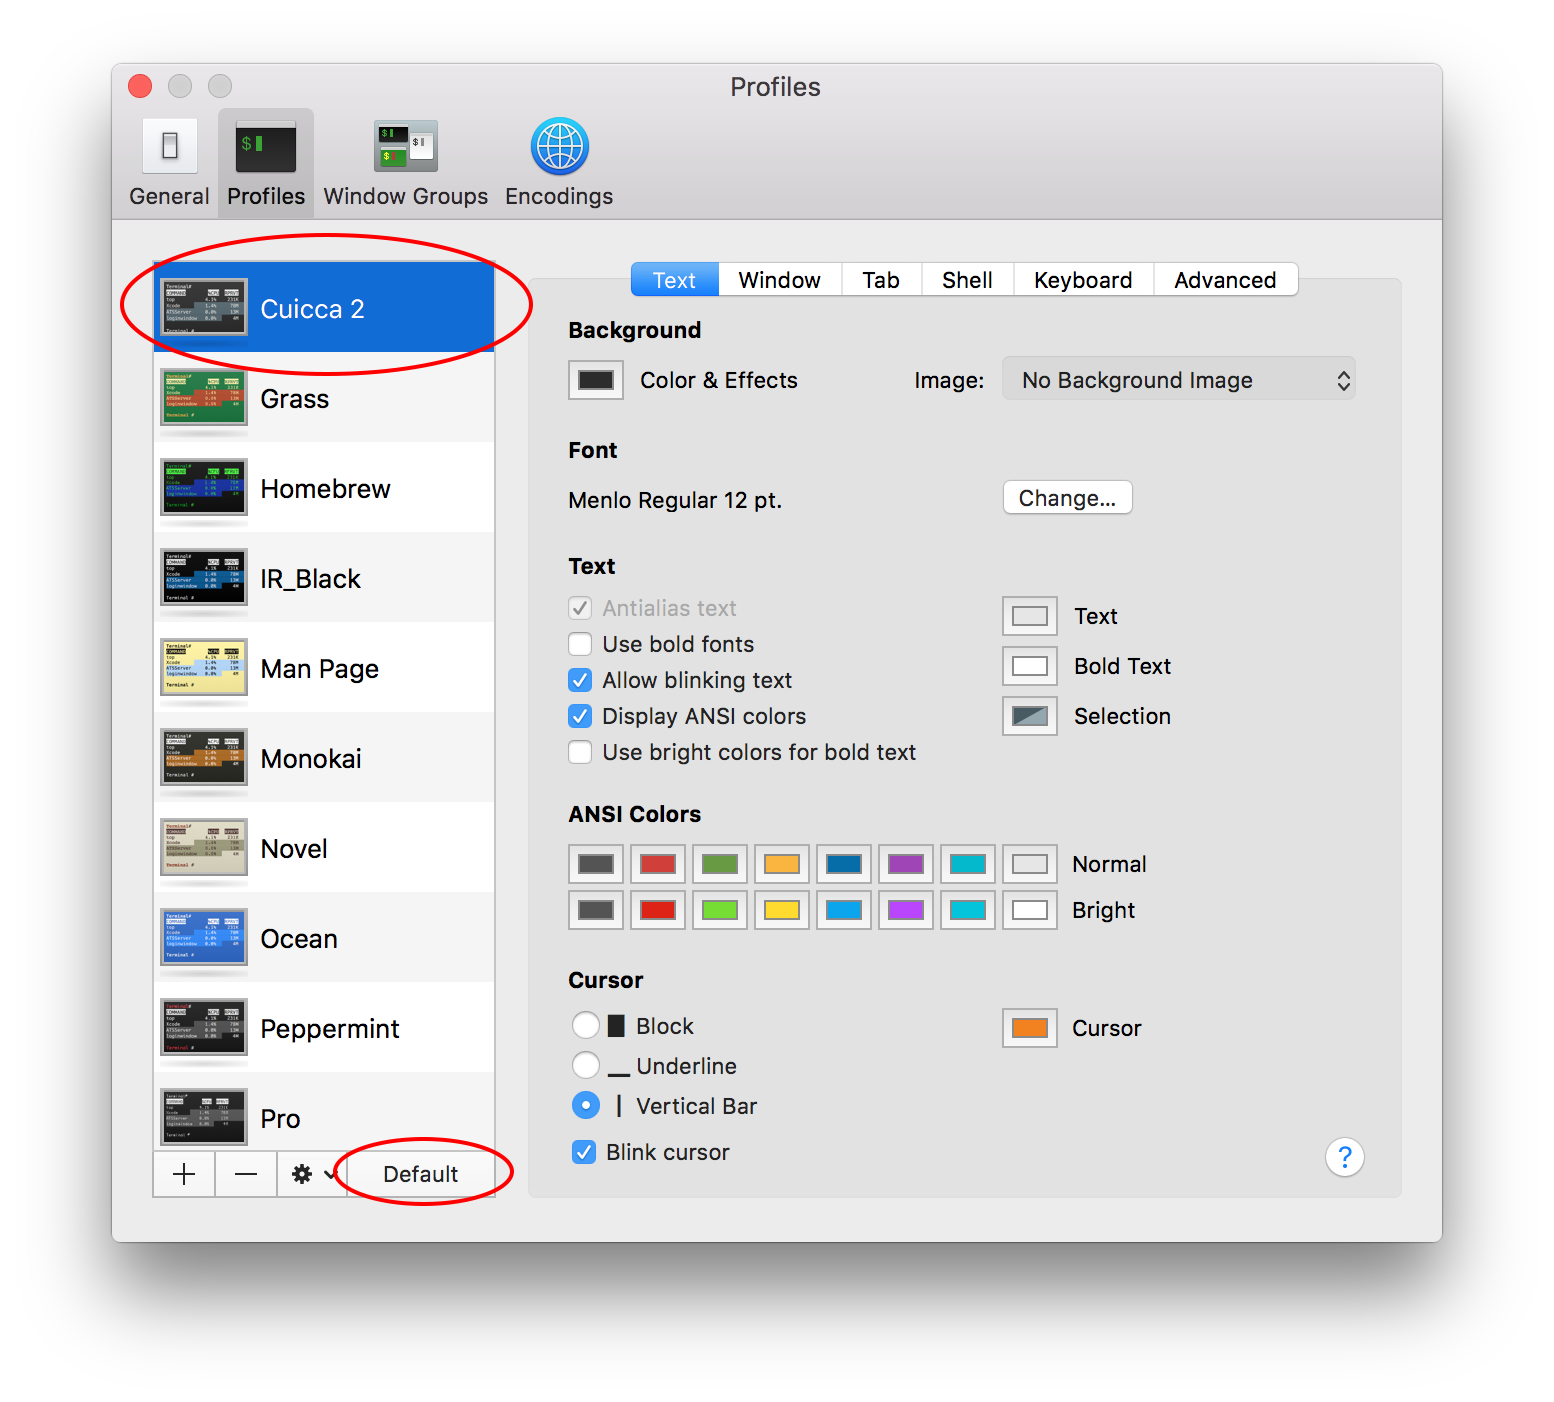 Profiles
General
Profiles
Window Groups
Encodings
Cuicca 2
Grass
Homebrew
IR_Black
Man Page
Monokai
Novel
Ocean
Peppermint
Pro
Default
Text
Window
Tab
Shell
Keyboard
Advanced
Background
Color & Effects
Image:
No Background Image
Font
Menlo Regular 12 pt.
Change...
Text
Antialias text
Use bold fonts
Allow blinking text
Display ANSI colors
Use bright colors for bold text
Text
Bold Text
Selection
ANSI Colors
Normal
Bright
Cursor
Block
Underline
Vertical Bar
Blink cursor
Cursor
?